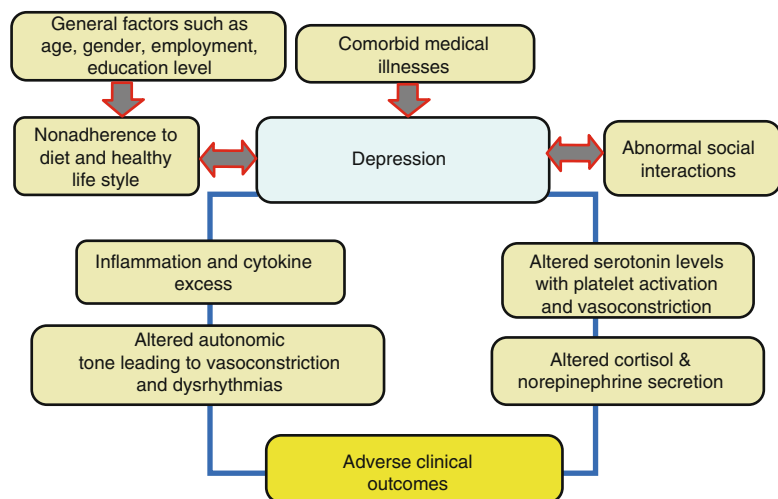 General factors such as
age, gender, employment,
education level
Comorbid medical
illnesses
Nonadherence to
diet and healthy
life style
Depression
Abnormal social
interactions
Inflammation and cytokine
excess
Altered serotonin levels
with platelet activation
and vasoconstriction
Altered autonomic
tone leading to vasoconstriction
and dysrhythmias
Altered cortisol &
norepinephrine secretion
Adverse clinical
outcomes